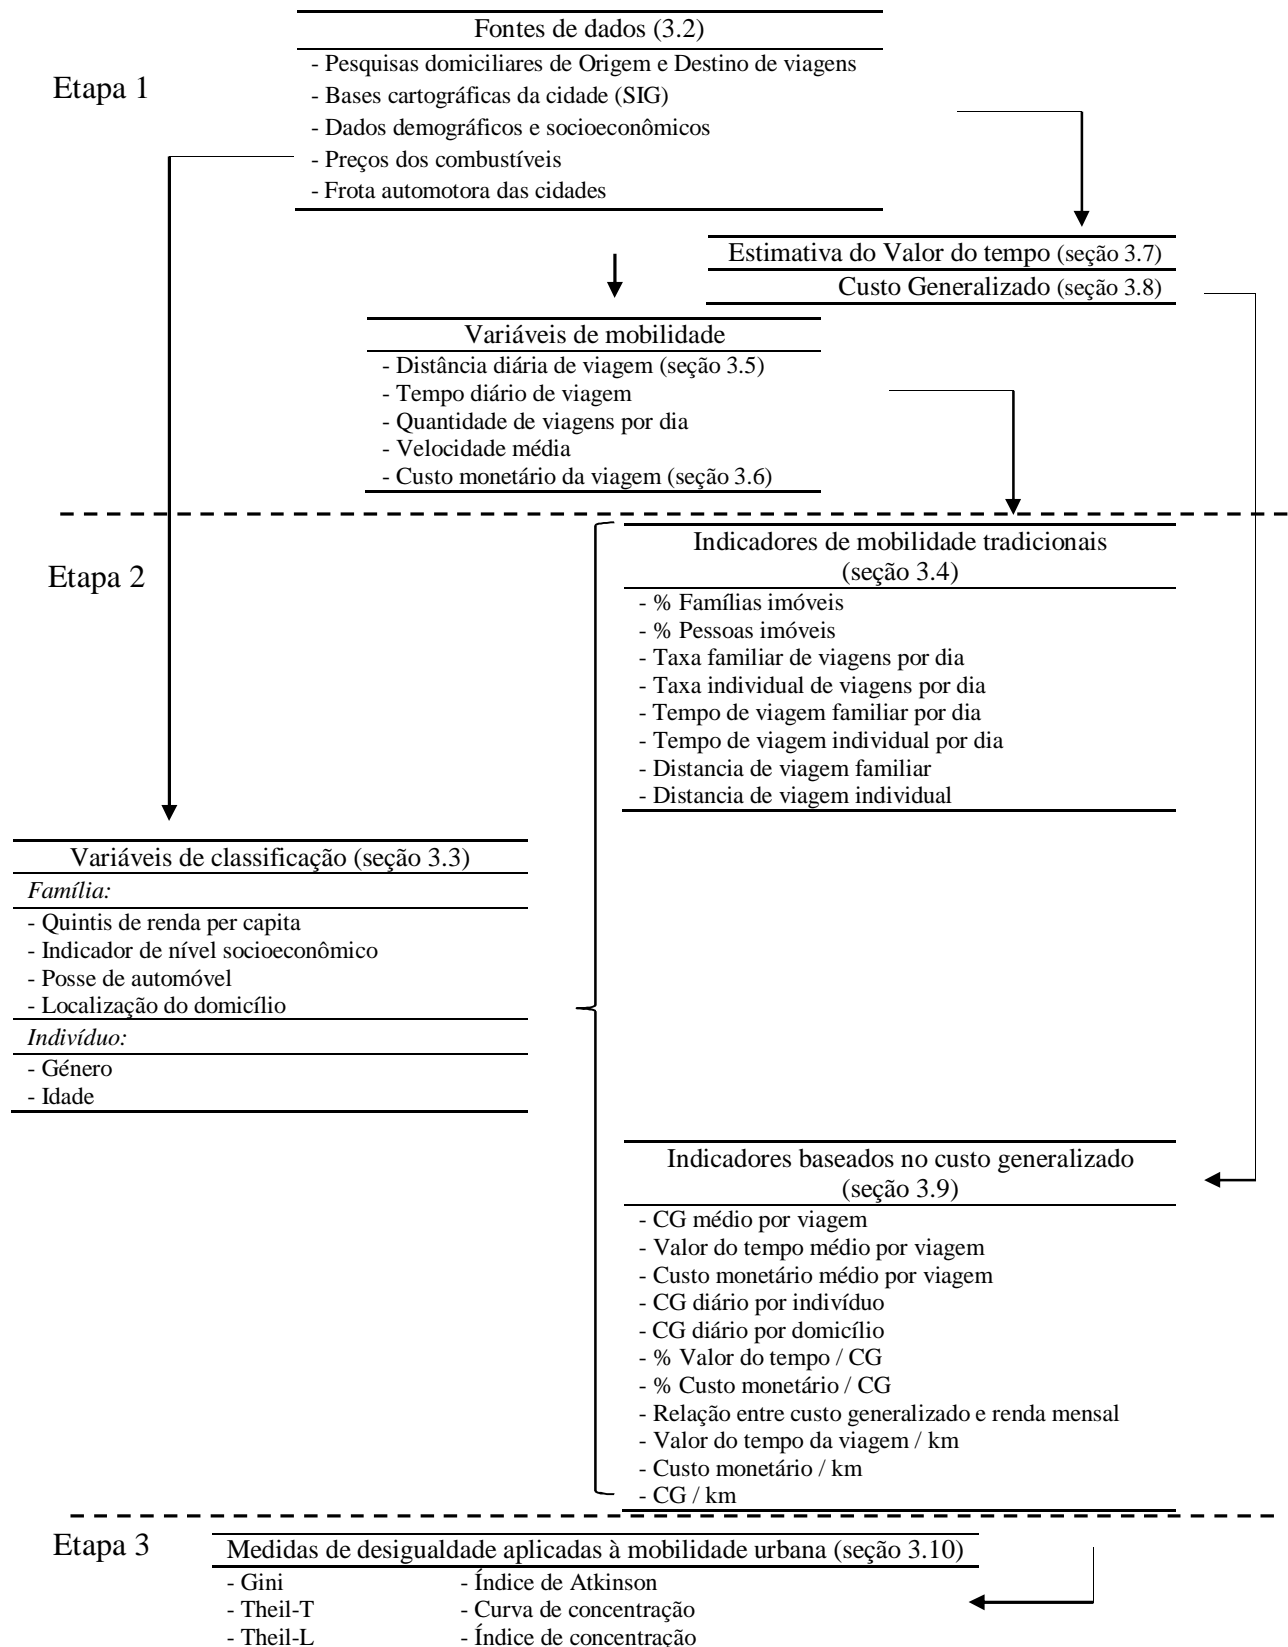 Fontes de dados (3.2)
Etapa 1
- Pesquisas domiciliares de Origem e Destino de viagens
- Bases cartográficas da cidade (SIG)
- Dados demográficos e socioeconômicos
- Preços dos combustíveis
- Frota automotora das cidades
Estimativa do Valor do tempo (seção 3.7)
Custo Generalizado (seção 3.8)
Variáveis de mobilidade
- Distância diária de viagem (seção 3.5)
- Tempo diário de viagem
- Quantidade de viagens por dia
- Velocidade média
- Custo monetário da viagem (seção 3.6)
Etapa 2
Indicadores de mobilidade tradicionais
(seção 3.4)
- % Famílias imóveis
- % Pessoas imóveis
- Taxa familiar de viagens por dia
- Taxa individual de viagens por dia
- Tempo de viagem familiar por dia
- Tempo de viagem individual por dia
- Distancia de viagem familiar
- Distancia de viagem individual
Variáveis de classificação (seção 3.3)
Família:
- Quintis de renda per capita
- Indicador de nível socioeconômico
- Posse de automóvel
- Localização do domicílio
Indivíduo:
- Género
- Idade
Indicadores baseados no custo generalizado
(seção 3.9)
- CG médio por viagem
- Valor do tempo médio por viagem
- Custo monetário médio por viagem
- CG diário por indivíduo
- CG diário por domicílio
- % Valor do tempo / CG
- % Custo monetário / CG
- Relação entre custo generalizado e renda mensal
- Valor do tempo da viagem / km
- Custo monetário / km
- CG / km
Etapa 3
Medidas de desigualdade aplicadas à mobilidade urbana (seção 3.10)
- Gini - Índice de Atkinson
- Theil-T - Curva de concentração
- Theil-L - Índice de concentração